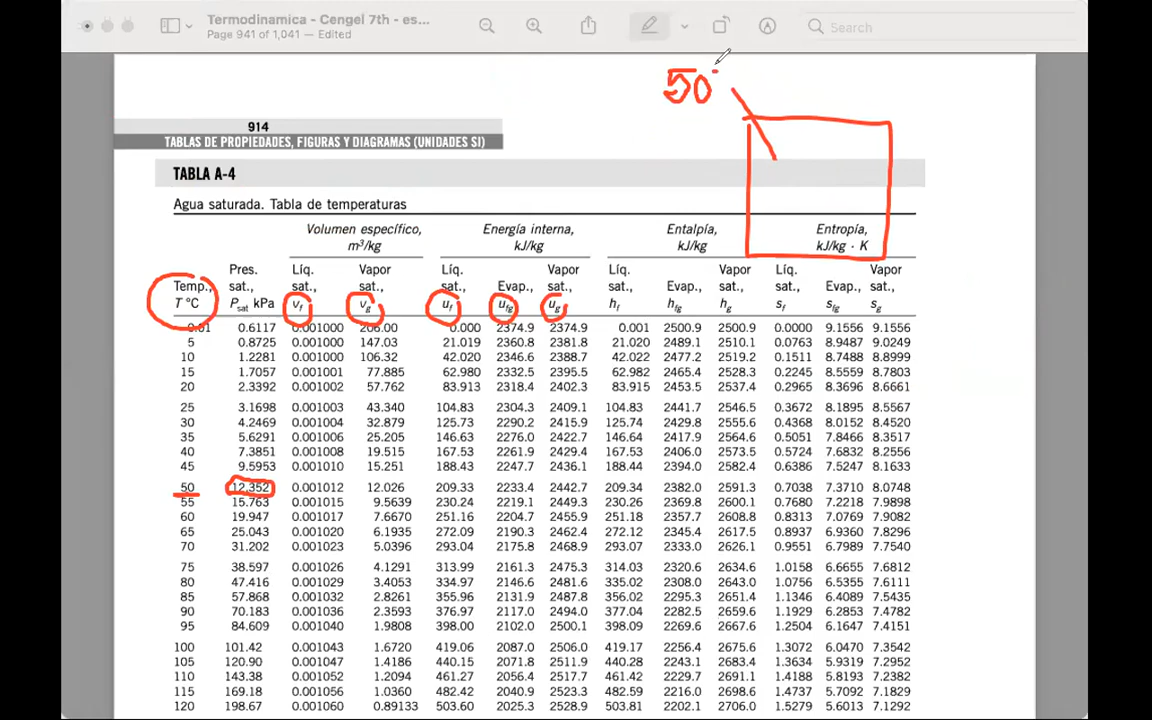 Termodinamica - Cengel 7th - es...
Page 941 of 1,041 — Edited
Search
50°
914
TABLAS DE PROPIEDADES, FIGURAS Y DIAGRAMAS (UNIDADES SI)
TABLA A-4
Agua saturada. Tabla de temperaturas
Volumen específico, Energía interna, Entalpía, Entropía,
m³/kg kJ/kg kJ/kg kJ/kg · K
Pres. Líq. Vapor Líq. Vapor Líq. Vapor Líq. Vapor
Temp., sat., sat., sat., sat., Evap., sat., sat., Evap., sat., sat., Evap., sat.,
T °C Psat kPa vf vg uf ufg ug hf hfg hg sf sfg sg
0.01 0.6117 0.001000 206.00 0.000 2374.9 2374.9 0.001 2500.9 2500.9 0.0000 9.1556 9.1556
5 0.8725 0.001000 147.03 21.019 2360.8 2381.8 21.020 2489.1 2510.1 0.0763 8.9487 9.0249
10 1.2281 0.001000 106.32 42.020 2346.6 2388.7 42.022 2477.2 2519.2 0.1511 8.7488 8.8999
15 1.7057 0.001001 77.885 62.980 2332.5 2395.5 62.982 2465.4 2528.3 0.2245 8.5559 8.7803
20 2.3392 0.001002 57.762 83.913 2318.4 2402.3 83.915 2453.5 2537.4 0.2965 8.3696 8.6661
25 3.1698 0.001003 43.340 104.83 2304.3 2409.1 104.83 2441.7 2546.5 0.3672 8.1895 8.5567
30 4.2469 0.001004 32.879 125.73 2290.2 2415.9 125.74 2429.8 2555.6 0.4368 8.0152 8.4520
35 5.6291 0.001006 25.205 146.63 2276.0 2422.7 146.64 2417.9 2564.6 0.5051 7.8466 8.3517
40 7.3851 0.001008 19.515 167.53 2261.9 2429.4 167.53 2406.0 2573.5 0.5724 7.6832 8.2556
45 9.5953 0.001010 15.251 188.43 2247.7 2436.1 188.44 2394.0 2582.4 0.6386 7.5247 8.1633
50 12.352 0.001012 12.026 209.33 2233.4 2442.7 209.34 2382.0 2591.3 0.7038 7.3710 8.0748
55 15.763 0.001015 9.5639 230.24 2219.1 2449.3 230.26 2369.8 2600.1 0.7680 7.2218 7.9898
60 19.947 0.001017 7.6670 251.16 2204.7 2455.9 251.18 2357.7 2608.8 0.8313 7.0769 7.9082
65 25.043 0.001020 6.1935 272.09 2190.3 2462.4 272.12 2345.4 2617.5 0.8937 6.9360 7.8296
70 31.202 0.001023 5.0396 293.04 2175.8 2468.9 293.07 2333.0 2626.1 0.9551 6.7989 7.7540
75 38.597 0.001026 4.1291 313.99 2161.3 2475.3 314.03 2320.6 2634.6 1.0158 6.6655 7.6812
80 47.416 0.001029 3.4053 334.97 2146.6 2481.6 335.02 2308.0 2643.0 1.0756 6.5355 7.6111
85 57.868 0.001032 2.8261 355.96 2131.9 2487.8 356.02 2295.3 2651.4 1.1346 6.4089 7.5435
90 70.183 0.001036 2.3593 376.97 2117.0 2494.0 377.04 2282.5 2659.6 1.1929 6.2853 7.4782
95 84.609 0.001040 1.9808 398.00 2102.0 2500.1 398.09 2269.6 2667.6 1.2504 6.1647 7.4151
100 101.42 0.001043 1.6720 419.06 2087.0 2506.0 419.17 2256.4 2675.6 1.3072 6.0470 7.3542
105 120.90 0.001047 1.4186 440.15 2071.8 2511.9 440.28 2243.1 2683.4 1.3634 5.9319 7.2952
110 143.38 0.001052 1.2094 461.27 2056.4 2517.7 461.42 2229.7 2691.1 1.4188 5.8193 7.2382
115 169.18 0.001056 1.0360 482.42 2040.9 2523.3 482.59 2216.0 2698.6 1.4737 5.7092 7.1829
120 198.67 0.001060 0.89133 503.60 2025.3 2528.9 503.81 2202.1 2706.0 1.5279 5.6013 7.1292